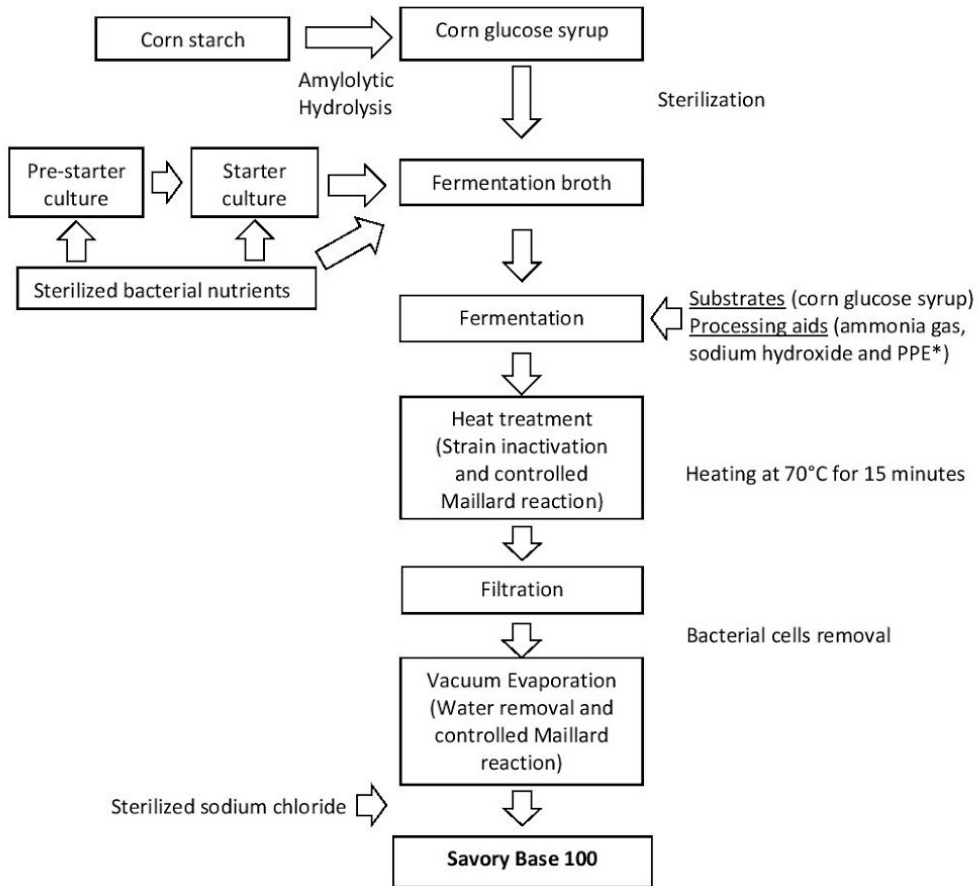 Corn starch
Corn glucose syrup
Amylolytic
Hydrolysis
Sterilization
Pre-starter
culture
Starter
culture
Fermentation broth
Sterilized bacterial nutrients
Fermentation
Substrates (corn glucose syrup)
Processing aids (ammonia gas,
sodium hydroxide and PPE*)
Heat treatment
(Strain inactivation
and controlled
Maillard reaction)
Heating at 70°C for 15 minutes
Filtration
Bacterial cells removal
Vacuum Evaporation
(Water removal and
controlled Maillard
reaction)
Sterilized sodium chloride
Savory Base 100